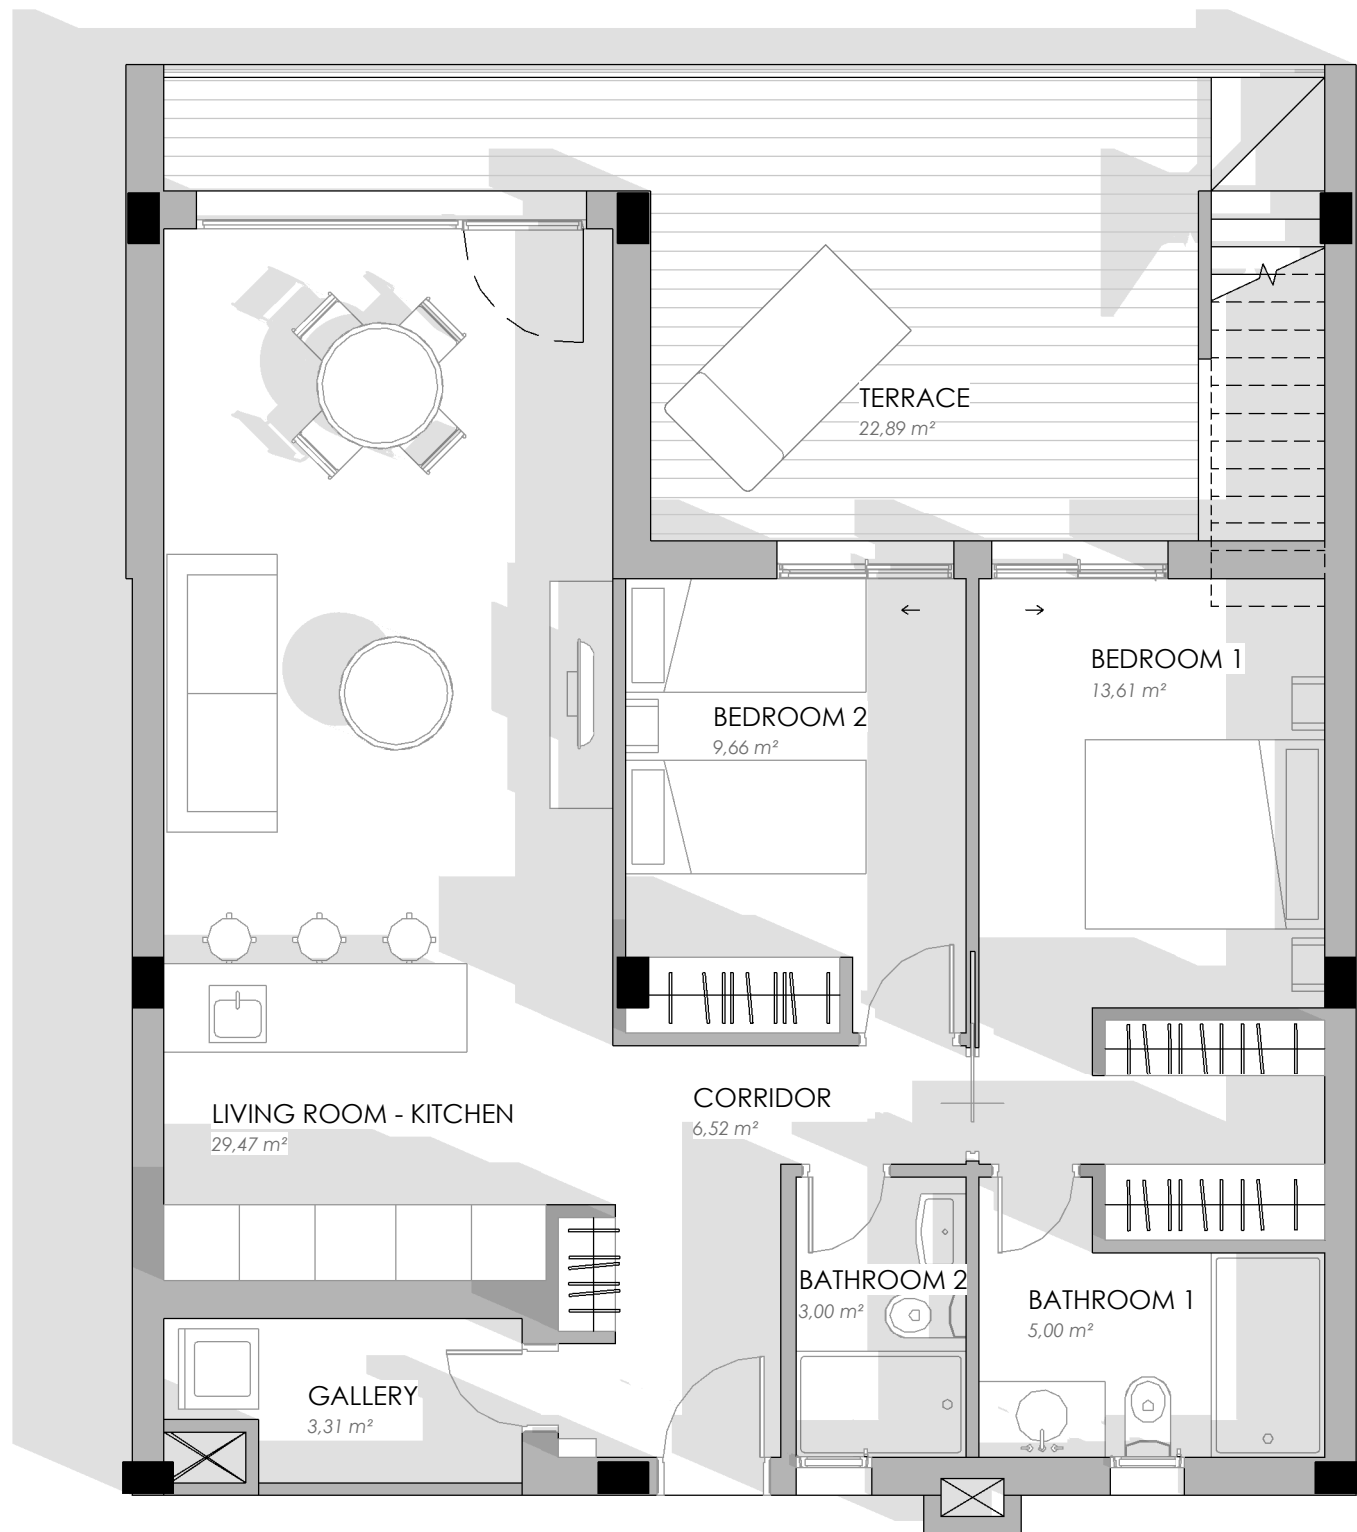 TERRACE
22,89 m²
BEDROOM 1
13,61 m²
BEDROOM 2
9,66 m²
CORRIDOR
6,52 m²
LIVING ROOM - KITCHEN
29,47 m²
BATHROOM 2
3,00 m²
BATHROOM 1
5,00 m²
GALLERY
3,31 m²